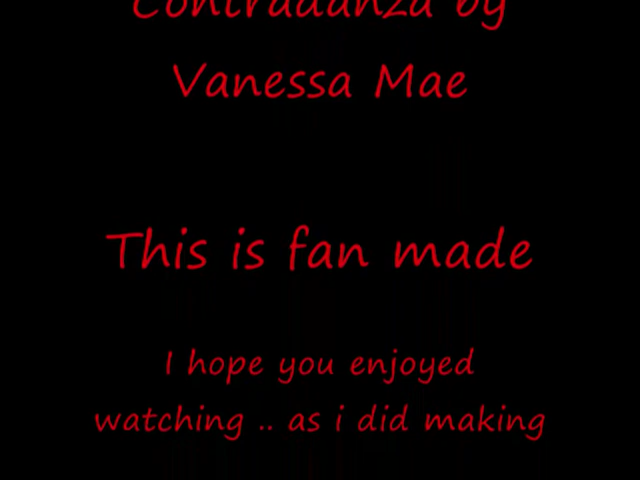 Contradanza by
Vanessa Mae
This is fan made
I hope you enjoyed
watching .. as i did making